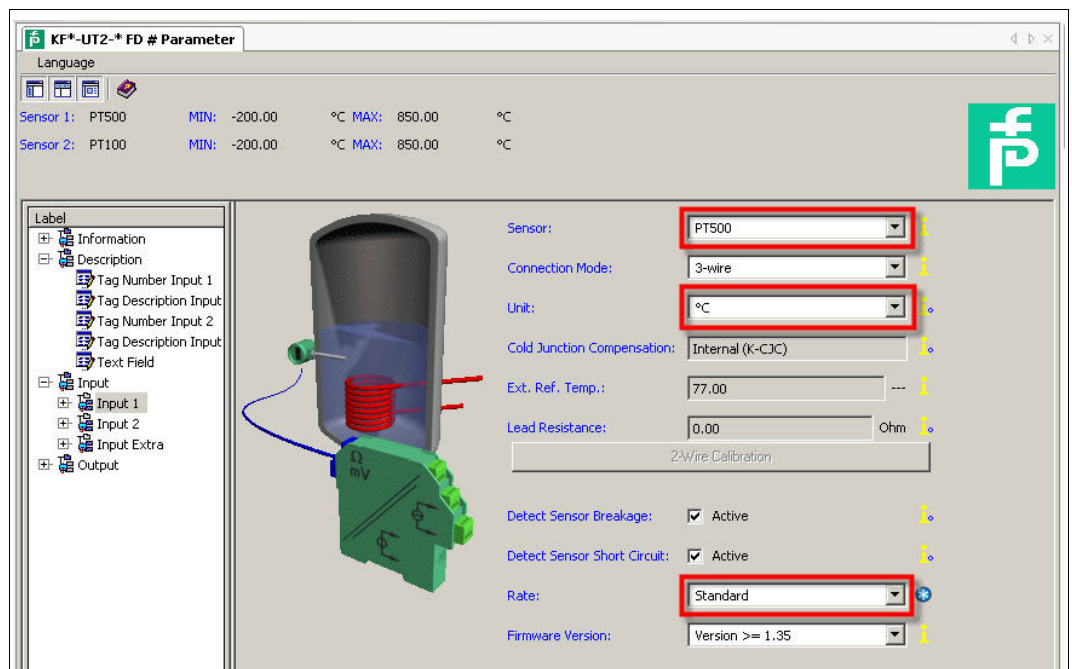 KF*-UT2-* FD # Parameter
Language
Sensor 1: PT500 MIN: -200.00 °C MAX: 850.00 °C
Sensor 2: PT100 MIN: -200.00 °C MAX: 850.00 °C
Label
Information
Description
Tag Number Input 1
Tag Description Input
Tag Number Input 2
Tag Description Input
Text Field
Input
Input 1
Input 2
Input Extra
Output
Ω
mV
Sensor: PT500
Connection Mode: 3-wire
Unit: °C
Cold Junction Compensation: Internal (K-CJC)
Ext. Ref. Temp.: 77.00 ---
Lead Resistance: 0.00 Ohm
2-Wire Calibration
Detect Sensor Breakage: Active
Detect Sensor Short Circuit: Active
Rate: Standard
Firmware Version: Version >= 1.35